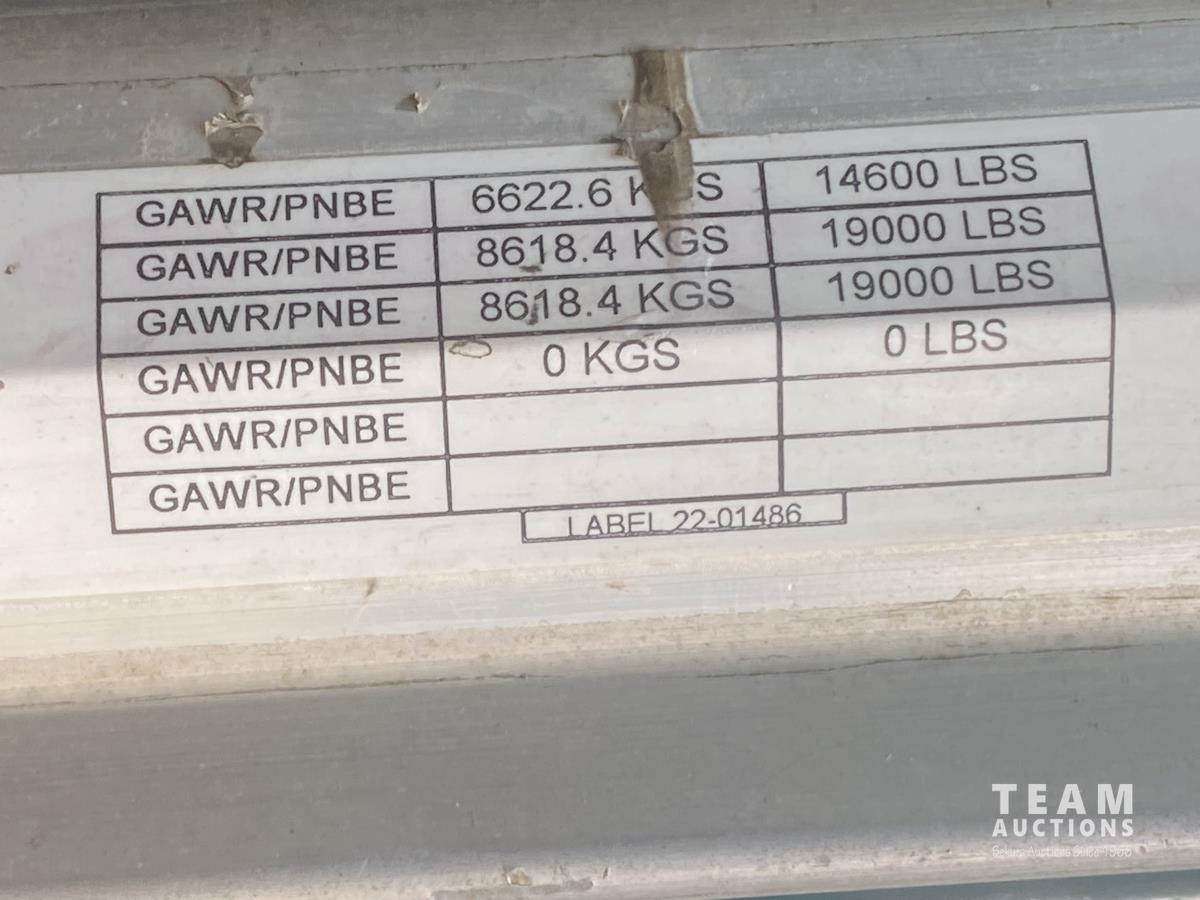 GAWR/PNBE 6622.6 KGS 14600 LBS
GAWR/PNBE 8618.4 KGS 19000 LBS
GAWR/PNBE 8618.4 KGS 19000 LBS
GAWR/PNBE 0 KGS 0 LBS
GAWR/PNBE
GAWR/PNBE
LABEL 22-01486
TEAM
AUCTIONS